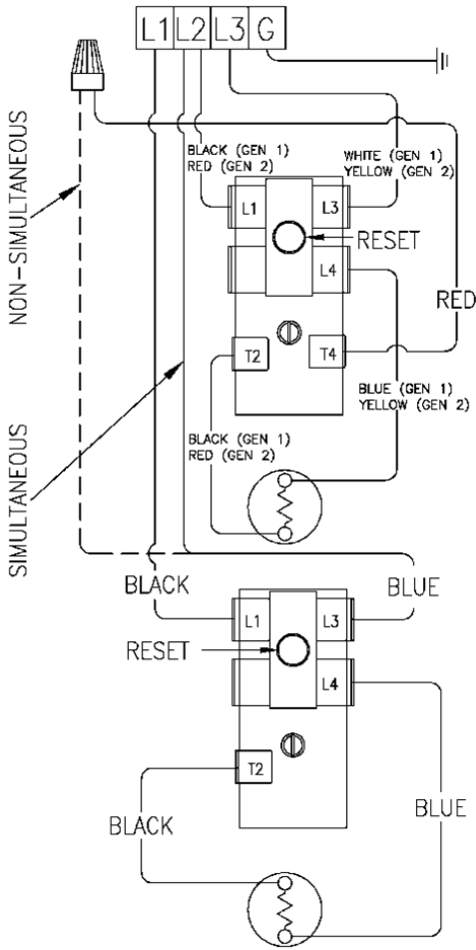 L1 L2 L3 G
NON-SIMULTANEOUS
BLACK (GEN 1)
RED (GEN 2)
WHITE (GEN 1)
YELLOW (GEN 2)
L1
L3
RESET
L4
RED
T2
T4
BLUE (GEN 1)
YELLOW (GEN 2)
SIMULTANEOUS
BLACK (GEN 1)
RED (GEN 2)
BLACK
BLUE
L1
L3
RESET
L4
T2
BLACK
BLUE